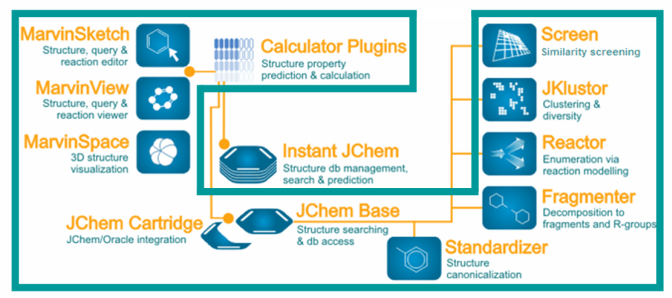 MarvinSketch
Structure, query &
reaction editor
MarvinView
Structure, query &
reaction viewer
MarvinSpace
3D structure
visualization
Calculator Plugins
Structure property
prediction & calculation
Instant JChem
Structure db management,
search & prediction
JChem Cartridge
JChem/Oracle integration
JChem Base
Structure searching
& db access
Standardizer
Structure
canonicalization
Screen
Similarity screening
JKlustor
Clustering &
diversity
Reactor
Enumeration via
reaction modelling
Fragmenter
Decomposition to
fragments and R-groups